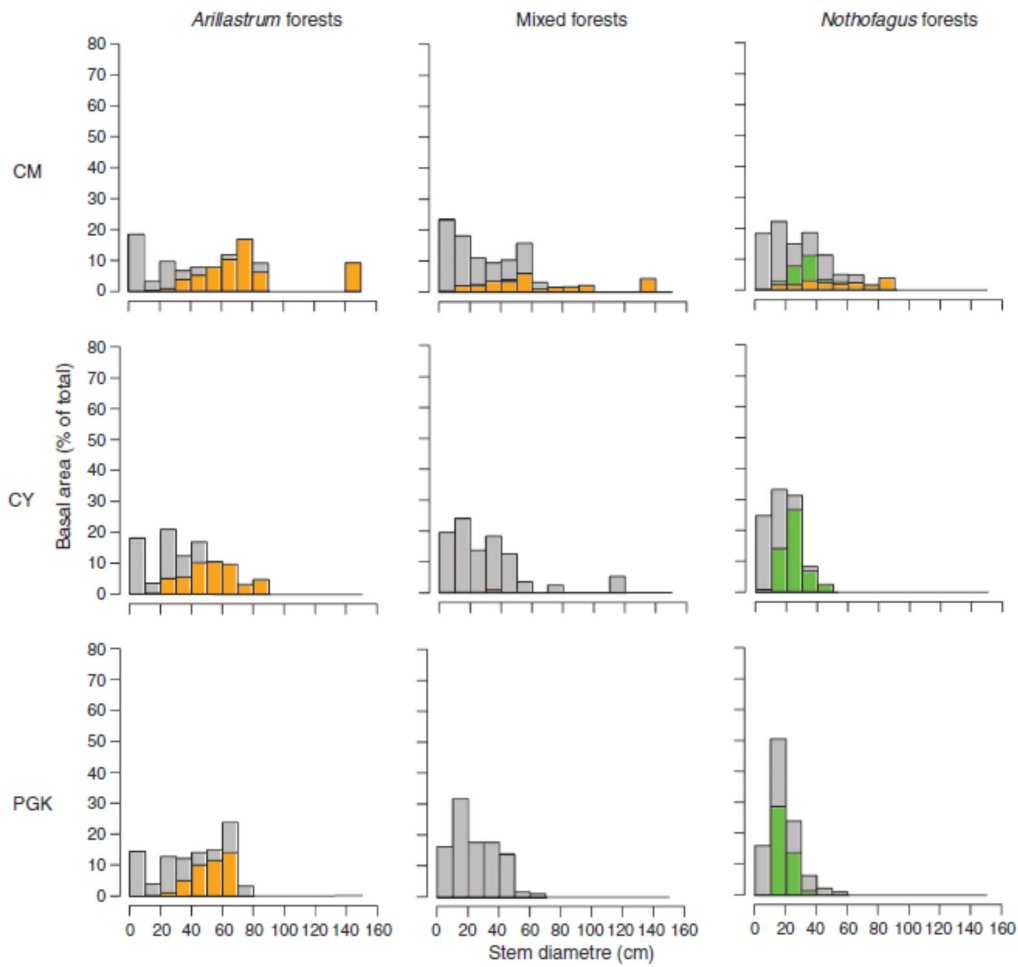 Arillastrum forests
Mixed forests
Nothofagus forests
CM
80
70
60
50
40
30
20
10
0
Basal area (% of total)
CY
80
70
60
50
40
30
20
10
0
PGK
80
70
60
50
40
30
20
10
0
0 20 40 60 80 100 120 140 160
0 20 40 60 80 100 120 140 160
0 20 40 60 80 100 120 140 160
Stem diametre (cm)